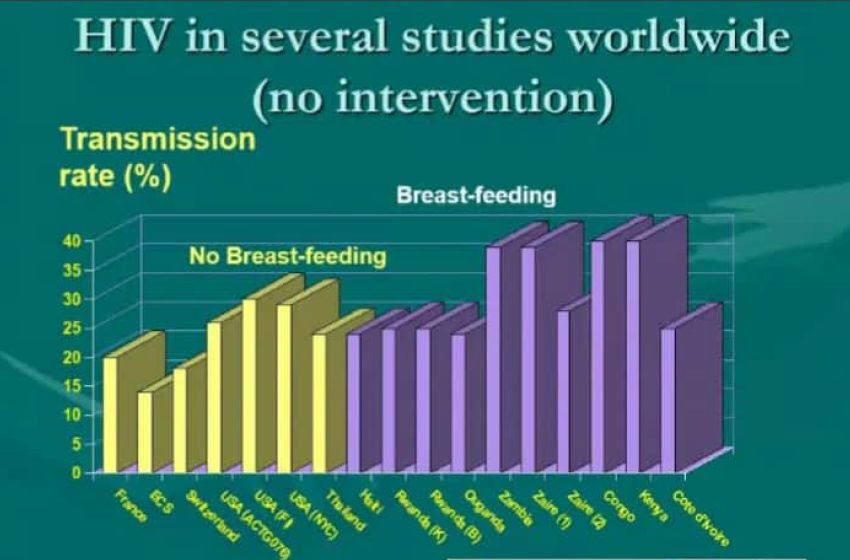 HIV in several studies worldwide
(no intervention)
Transmission
rate (%)
Breast-feeding
No Breast-feeding
40
35
30
25
20
15
10
5
0
France
ECS
Switzerland
USA (ACTG076)
USA (FI)
USA (NYC)
Thailand
Haiti
Rwanda (K)
Rwanda (B)
Ouganda
Zambia
Zaire (1)
Zaire (2)
Congo
Kenya
Cote d'Ivoire